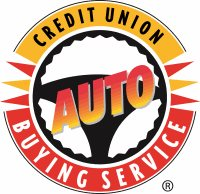 CREDIT UNION
AUTO
BUYING SERVICE
®